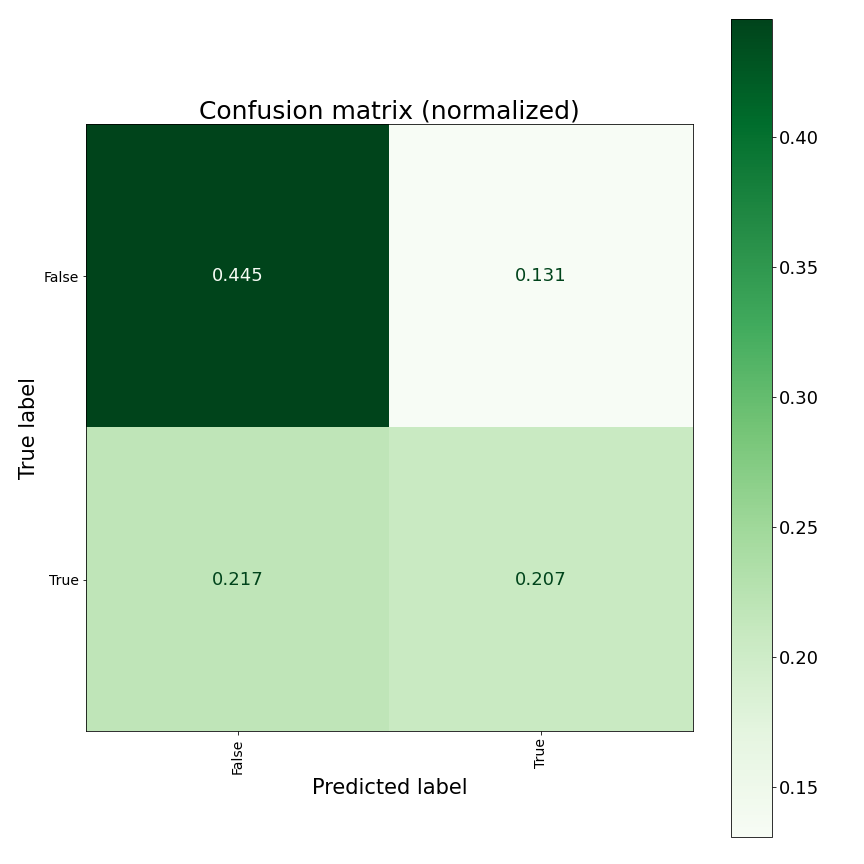 Confusion matrix (normalized)
0.445
0.131
0.217
0.207
False
True
True label
False
True
Predicted label
0.40
0.35
0.30
0.25
0.20
0.15